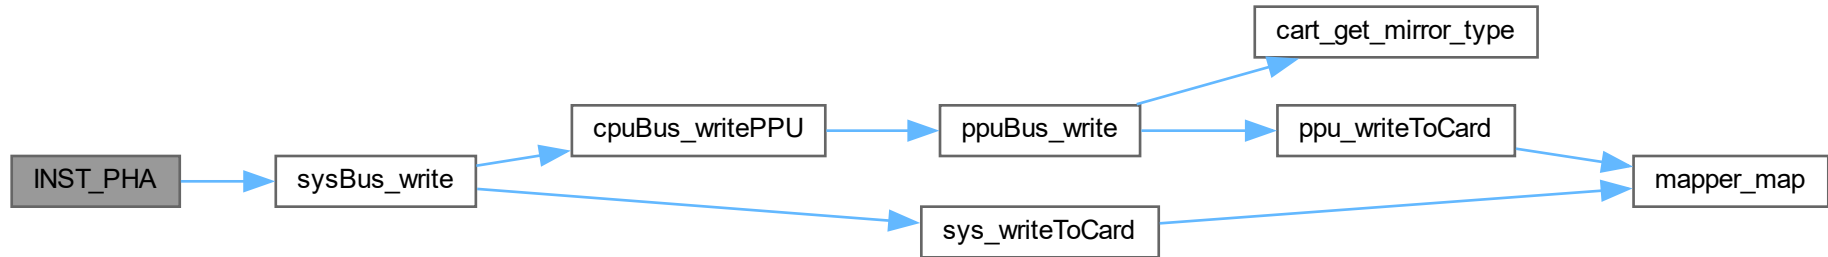 INST_PHA
sysBus_write
cpuBus_writePPU
ppuBus_write
cart_get_mirror_type
ppu_writeToCard
mapper_map
sys_writeToCard